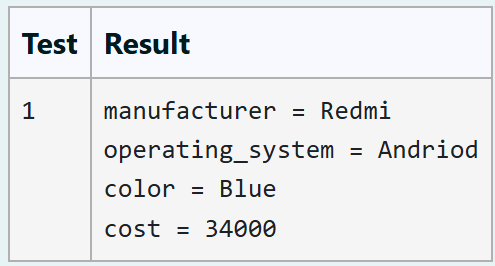 Test Result
1 manufacturer = Redmi
operating_system = Andriod
color = Blue
cost = 34000